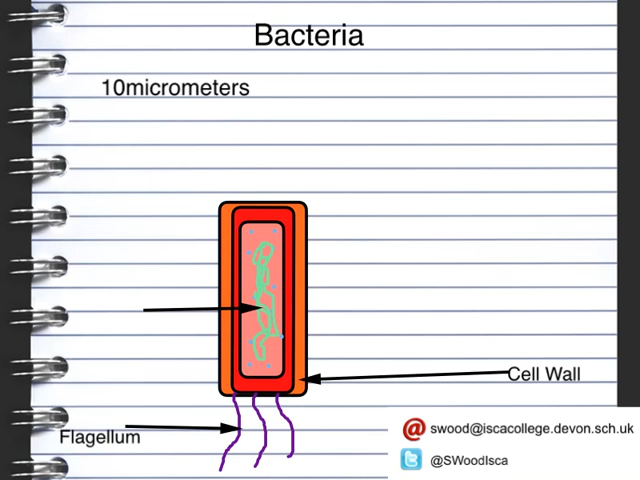 Bacteria
10micrometers
Cell Wall
Flagellum
swood@iscacollege.devon.sch.uk
@SWoodIsca